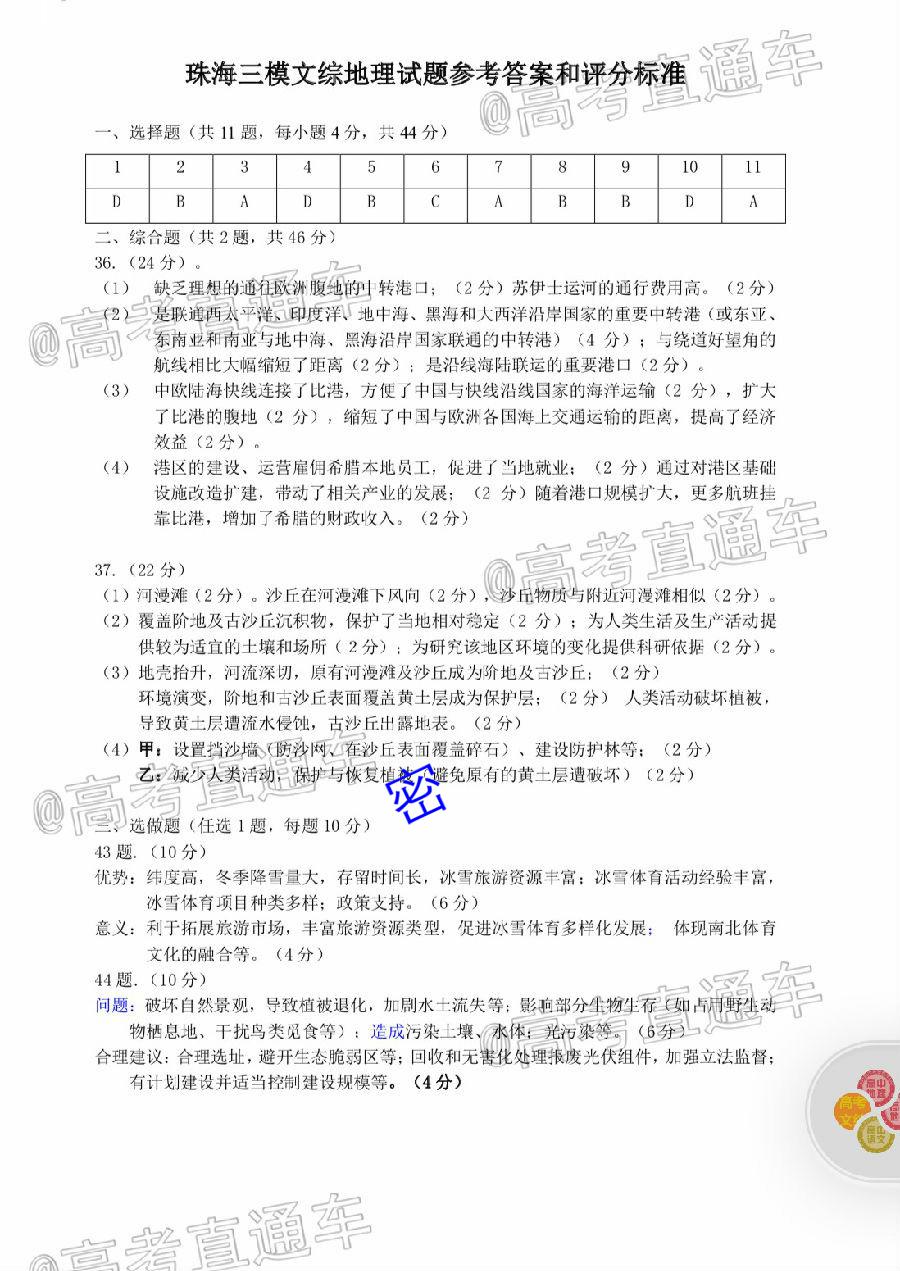 珠海三模文综地理试题参考答案和评分标准
@高考直通车
一、选择题（共 11 题，每小题 4 分，共 44 分）
1 2 3 4 5 6 7 8 9 10 11
D B A D B C A B B D A
二、综合题（共 2 题，共 46 分）
36．（24 分）。
（1） 缺乏理想的通往欧洲腹地的中转港口；（2 分）苏伊士运河的通行费用高。（2 分）
@高考直通车
（2） 是联通西太平洋、印度洋、地中海、黑海和大西洋沿岸国家的重要中转港（或东亚、
东南亚和南亚与地中海、黑海沿岸国家联通的中转港）（4 分）；与绕道好望角的
航线相比大幅缩短了距离（2 分）；是沿线海陆联运的重要港口（2 分）。
（3） 中欧陆海快线连接了比港，方便了中国与快线沿线国家的海洋运输（2 分），扩大
了比港的腹地（2 分），缩短了中国与欧洲各国海上交通运输的距离，提高了经济
效益（2 分）。
（4） 港区的建设、运营雇佣希腊本地员工，促进了当地就业；（2 分）通过对港区基础
设施改造扩建，带动了相关产业的发展；（2 分）随着港口规模扩大，更多航班挂
靠比港，增加了希腊的财政收入。（2 分）
@高考直通车
37．（22 分）
（1）河漫滩（2 分）。沙丘在河漫滩下风向（2 分），沙丘物质与附近河漫滩相似（2 分）。
（2）覆盖阶地及古沙丘沉积物，保护了当地相对稳定（2 分）；为人类生活及生产活动提
供较为适宜的土壤和场所（2 分）；为研究该地区环境的变化提供科研依据（2 分）。
（3）地壳抬升，河流深切，原有河漫滩及沙丘成为阶地及古沙丘；（2 分）
环境演变，阶地和古沙丘表面覆盖黄土层成为保护层；（2 分） 人类活动破坏植被，
导致黄土层遭流水侵蚀，古沙丘出露地表。（2 分）
（4）甲：设置挡沙墙（防沙网、在沙丘表面覆盖碎石）、建设防护林等；（2 分）
乙：减少人类活动，保护与恢复植被（避免原有的黄土层遭破坏）（2 分）
@高考直通车
密
三、选做题（任选 1 题，每题 10 分）
43 题．（10 分）
优势：纬度高，冬季降雪量大，存留时间长，冰雪旅游资源丰富；冰雪体育活动经验丰富，
冰雪体育项目种类多样；政策支持。（6 分）
意义：利于拓展旅游市场，丰富旅游资源类型，促进冰雪体育多样化发展； 体现南北体育
文化的融合等。（4 分）
44 题．（10 分）
@高考直通车
问题：破坏自然景观，导致植被退化，加剧水土流失等；影响部分生物生存（如占用野生动
物栖息地、干扰鸟类觅食等）；造成污染土壤、水体；光污染等。（6 分）
合理建议：合理选址，避开生态脆弱区等；回收和无害化处理报废光伏组件，加强立法监督；
有计划建设并适当控制建设规模等。（4 分）
高中
地理
高考
文综
高中
语文
@高考直通车
@高考直通车